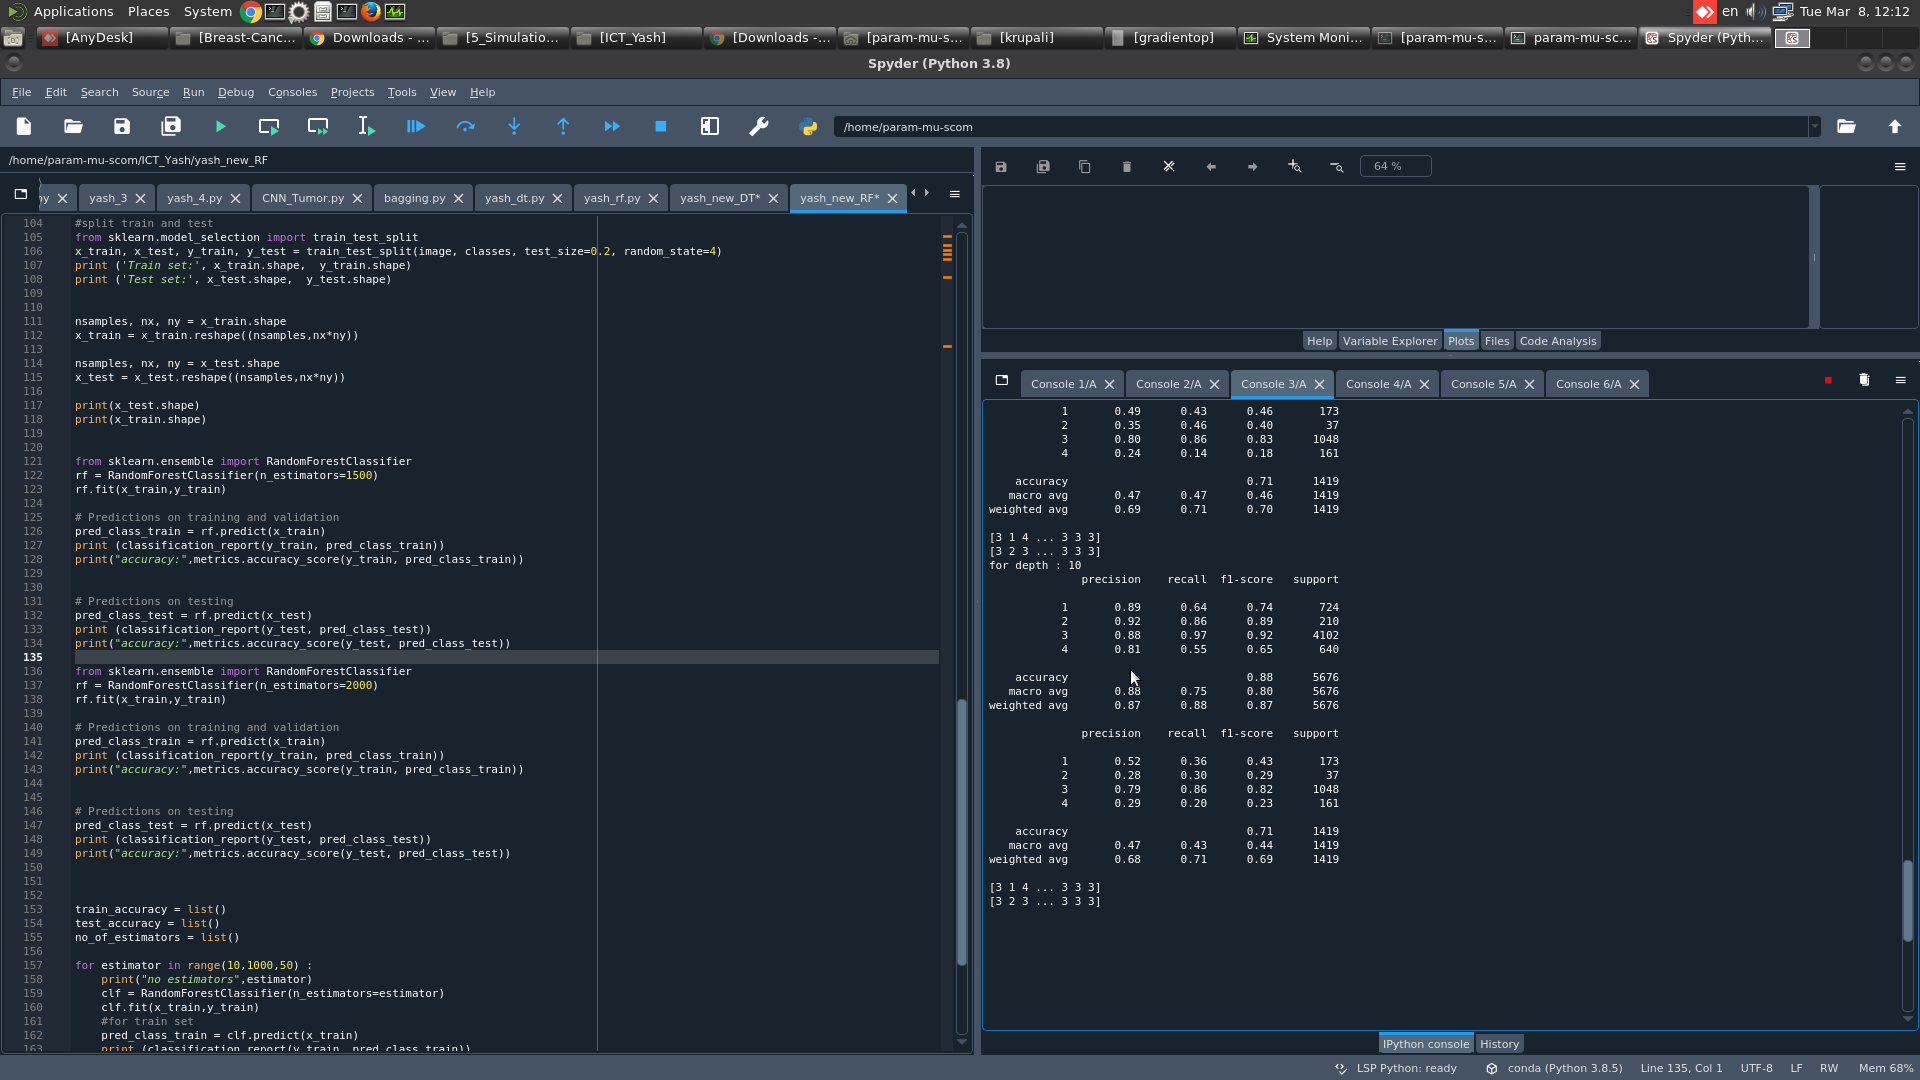 Applications Places System en Tue Mar 8, 12:12
[AnyDesk] [Breast-Canc... Downloads - ... [5_Simulatio... [ICT_Yash] [Downloads -... [param-mu-s... [krupali] [gradientop] System Moni... [param-mu-s... param-mu-sc... Spyder (Pyth...
Spyder (Python 3.8)
File Edit Search Source Run Debug Consoles Projects Tools View Help
/home/param-mu-scom
/home/param-mu-scom/ICT_Yash/yash_new_RF
yash_3 yash_4.py CNN_Tumor.py bagging.py yash_dt.py yash_rf.py yash_new_DT* yash_new_RF*
104 #split train and test
105 from sklearn.model_selection import train_test_split
106 x_train, x_test, y_train, y_test = train_test_split(image, classes, test_size=0.2, random_state=4)
107 print ('Train set:', x_train.shape,  y_train.shape)
108 print ('Test set:', x_test.shape,  y_test.shape)
109
110
111 nsamples, nx, ny = x_train.shape
112 x_train = x_train.reshape((nsamples,nx*ny))
113
114 nsamples, nx, ny = x_test.shape
115 x_test = x_test.reshape((nsamples,nx*ny))
116
117 print(x_test.shape)
118 print(x_train.shape)
119
120
121 from sklearn.ensemble import RandomForestClassifier
122 rf = RandomForestClassifier(n_estimators=1500)
123 rf.fit(x_train,y_train)
124
125 # Predictions on training and validation
126 pred_class_train = rf.predict(x_train)
127 print (classification_report(y_train, pred_class_train))
128 print("accuracy:",metrics.accuracy_score(y_train, pred_class_train))
129
130
131 # Predictions on testing
132 pred_class_test = rf.predict(x_test)
133 print (classification_report(y_test, pred_class_test))
134 print("accuracy:",metrics.accuracy_score(y_test, pred_class_test))
135
136 from sklearn.ensemble import RandomForestClassifier
137 rf = RandomForestClassifier(n_estimators=2000)
138 rf.fit(x_train,y_train)
139
140 # Predictions on training and validation
141 pred_class_train = rf.predict(x_train)
142 print (classification_report(y_train, pred_class_train))
143 print("accuracy:",metrics.accuracy_score(y_train, pred_class_train))
144
145
146 # Predictions on testing
147 pred_class_test = rf.predict(x_test)
148 print (classification_report(y_test, pred_class_test))
149 print("accuracy:",metrics.accuracy_score(y_test, pred_class_test))
150
151
152
153 train_accuracy = list()
154 test_accuracy = list()
155 no_of_estimators = list()
156
157 for estimator in range(10,1000,50) :
158     print("no estimators",estimator)
159     clf = RandomForestClassifier(n_estimators=estimator)
160     clf.fit(x_train,y_train)
161     #for train set
162     pred_class_train = clf.predict(x_train)
163     print (classification_report(y_train, pred_class_train))
64 %
Help Variable Explorer Plots Files Code Analysis
Console 1/A Console 2/A Console 3/A Console 4/A Console 5/A Console 6/A
1 0.49 0.43 0.46 173
2 0.35 0.46 0.40 37
3 0.80 0.86 0.83 1048
4 0.24 0.14 0.18 161
accuracy 0.71 1419
macro avg 0.47 0.47 0.46 1419
weighted avg 0.69 0.71 0.70 1419
[3 1 4 ... 3 3 3]
[3 2 3 ... 3 3 3]
for depth : 10
precision recall f1-score support
1 0.89 0.64 0.74 724
2 0.92 0.86 0.89 210
3 0.88 0.97 0.92 4102
4 0.81 0.55 0.65 640
accuracy 0.88 5676
macro avg 0.88 0.75 0.80 5676
weighted avg 0.87 0.88 0.87 5676
precision recall f1-score support
1 0.52 0.36 0.43 173
2 0.28 0.30 0.29 37
3 0.79 0.86 0.82 1048
4 0.29 0.20 0.23 161
accuracy 0.71 1419
macro avg 0.47 0.43 0.44 1419
weighted avg 0.68 0.71 0.69 1419
[3 1 4 ... 3 3 3]
[3 2 3 ... 3 3 3]
IPython console History
LSP Python: ready conda (Python 3.8.5) Line 135, Col 1 UTF-8 LF RW Mem 68%